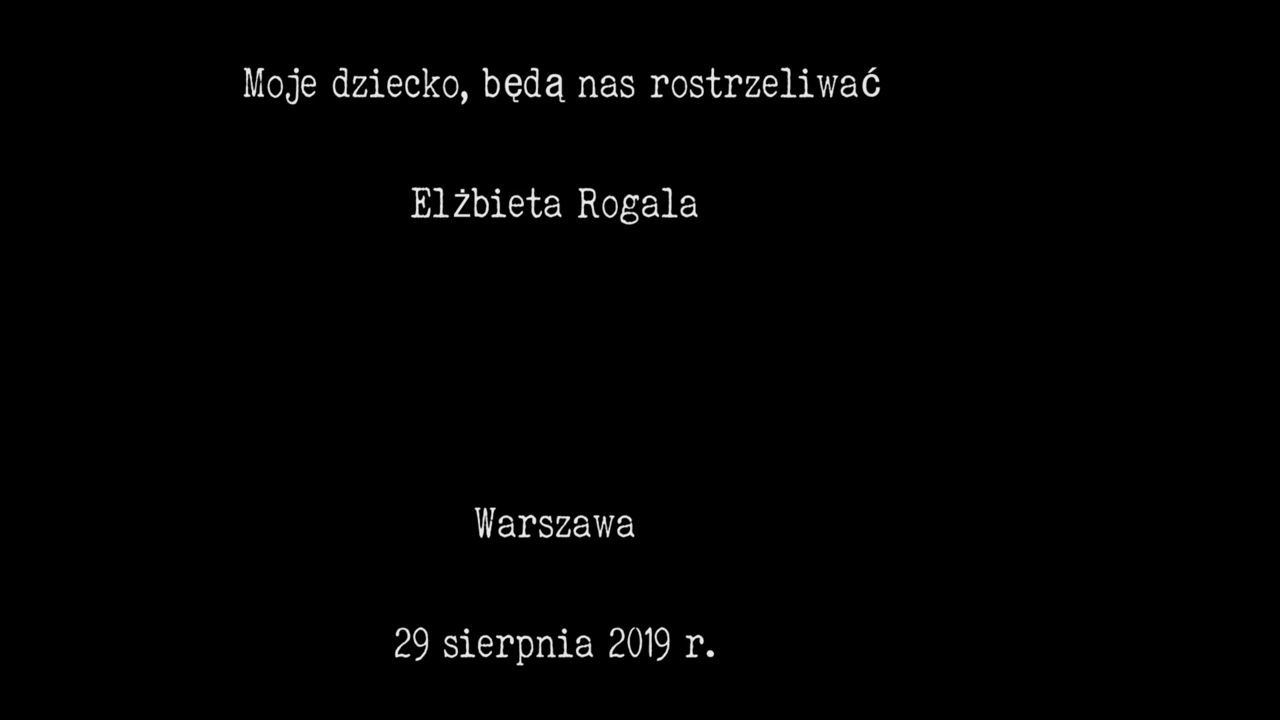 Moje dziecko, będą nas rostrzeliwać
Elżbieta Rogala
Warszawa
29 sierpnia 2019 r.